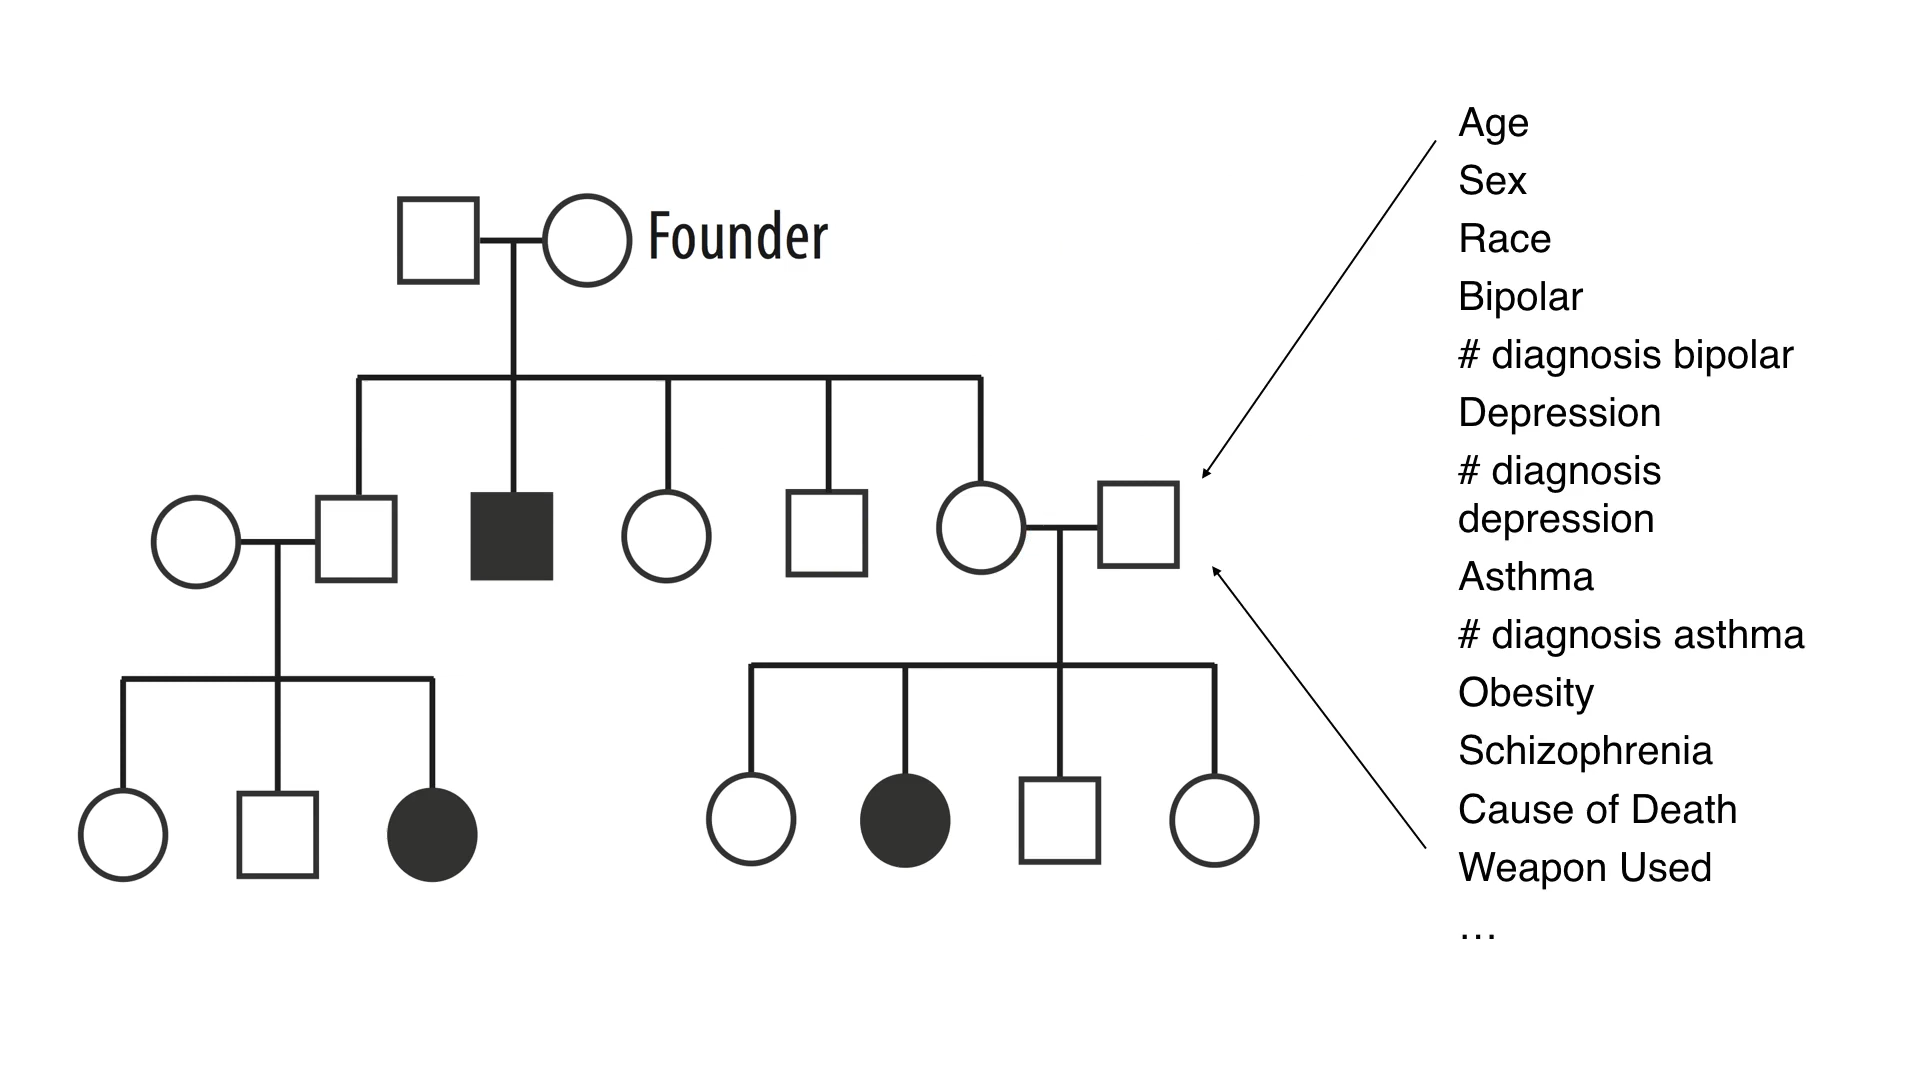 Founder
Age
Sex
Race
Bipolar
# diagnosis bipolar
Depression
# diagnosis
depression
Asthma
# diagnosis asthma
Obesity
Schizophrenia
Cause of Death
Weapon Used
…